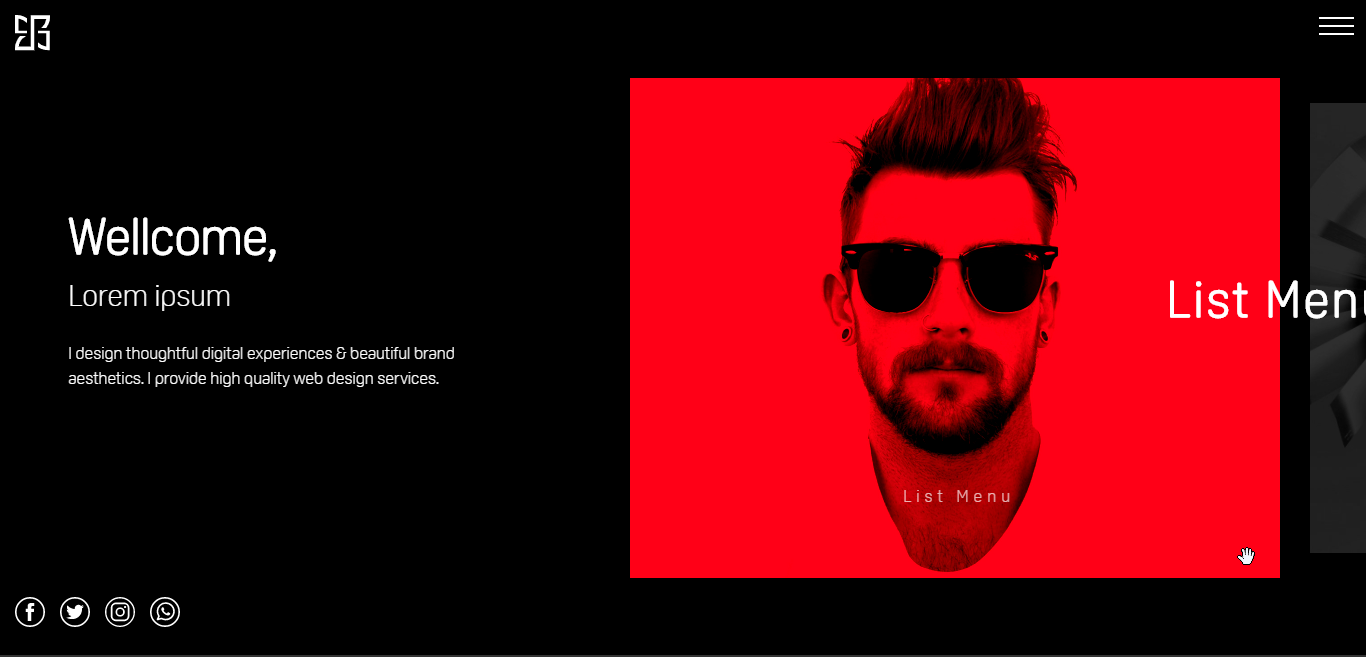 Wellcome,
Lorem ipsum
I design thoughtful digital experiences & beautiful brand
aesthetics. I provide high quality web design services.
List Menu
List Menu